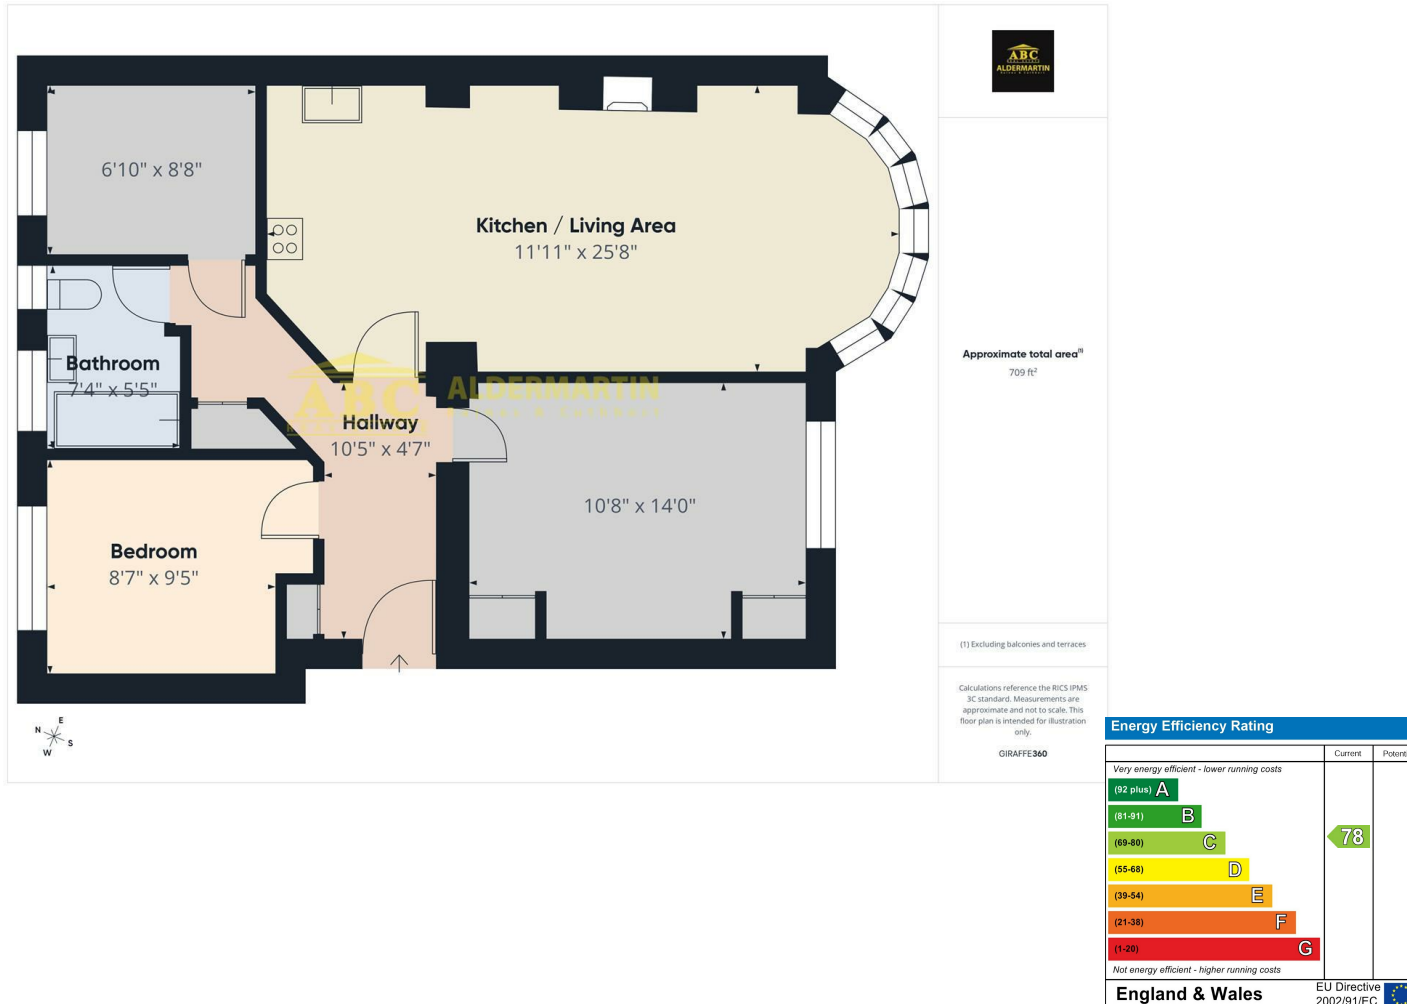 ABC
ALDERMARTIN
6'10" x 8'8"
Kitchen / Living Area
11'11" x 25'8"
Bathroom
7'4" x 5'5"
ABC
ALDERMARTIN
Hallway
10'5" x 4'7"
10'8" x 14'0"
Bedroom
8'7" x 9'5"
N
E
S
W
Approximate total area(1)
709 ft²
(1) Excluding balconies and terraces
Calculations reference the RICS IPMS
3C standard. Measurements are
approximate and not to scale. This
floor plan is intended for illustration
only.
GIRAFFE360
Energy Efficiency Rating
Current
Potenti
Very energy efficient - lower running costs
(92 plus) A
(81-91) B
(69-80) C
(55-68) D
(39-54) E
(21-38) F
(1-20) G
78
Not energy efficient - higher running costs
England & Wales
EU Directive
2002/91/EC